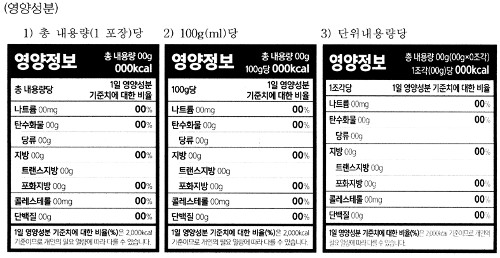 (영양성분)
1) 총 내용량(1 포장)당
영양정보
총 내용량 00g
000kcal
총 내용량당
1일 영양성분
기준치에 대한 비율
나트륨 00mg 00%
탄수화물 00g 00%
당류 00g
지방 00g 00%
트랜스지방 00g
포화지방 00g 00%
콜레스테롤 00mg 00%
단백질 00g 00%
1일 영양성분 기준치에 대한 비율(%)은 2,000kcal
기준이므로 개인의 필요 열량에 따라 다를 수 있습니다.
2) 100g(ml)당
영양정보
총 내용량 00g
100g당 000kcal
100g당
1일 영양성분
기준치에 대한 비율
나트륨 00mg 00%
탄수화물 00g 00%
당류 00g
지방 00g 00%
트랜스지방 00g
포화지방 00g 00%
콜레스테롤 00mg 00%
단백질 00g 00%
1일 영양성분 기준치에 대한 비율(%)은 2,000kcal
기준이므로 개인의 필요 열량에 따라 다를 수 있습니다.
3) 단위내용량당
영양정보
총 내용량 00g(00g×0조각)
1조각(00g)당 000kcal
1조각당
1일 영양성분
기준치에 대한 비율
나트륨 00mg 00%
탄수화물 00g 00%
당류 00g
지방 00g 00%
트랜스지방 00g
포화지방 00g 00%
콜레스테롤 00mg 00%
단백질 00g 00%
1일 영양성분 기준치에 대한 비율(%)은 2,000kcal 기준이므로 개인의
필요 열량에 따라 다를 수 있습니다.